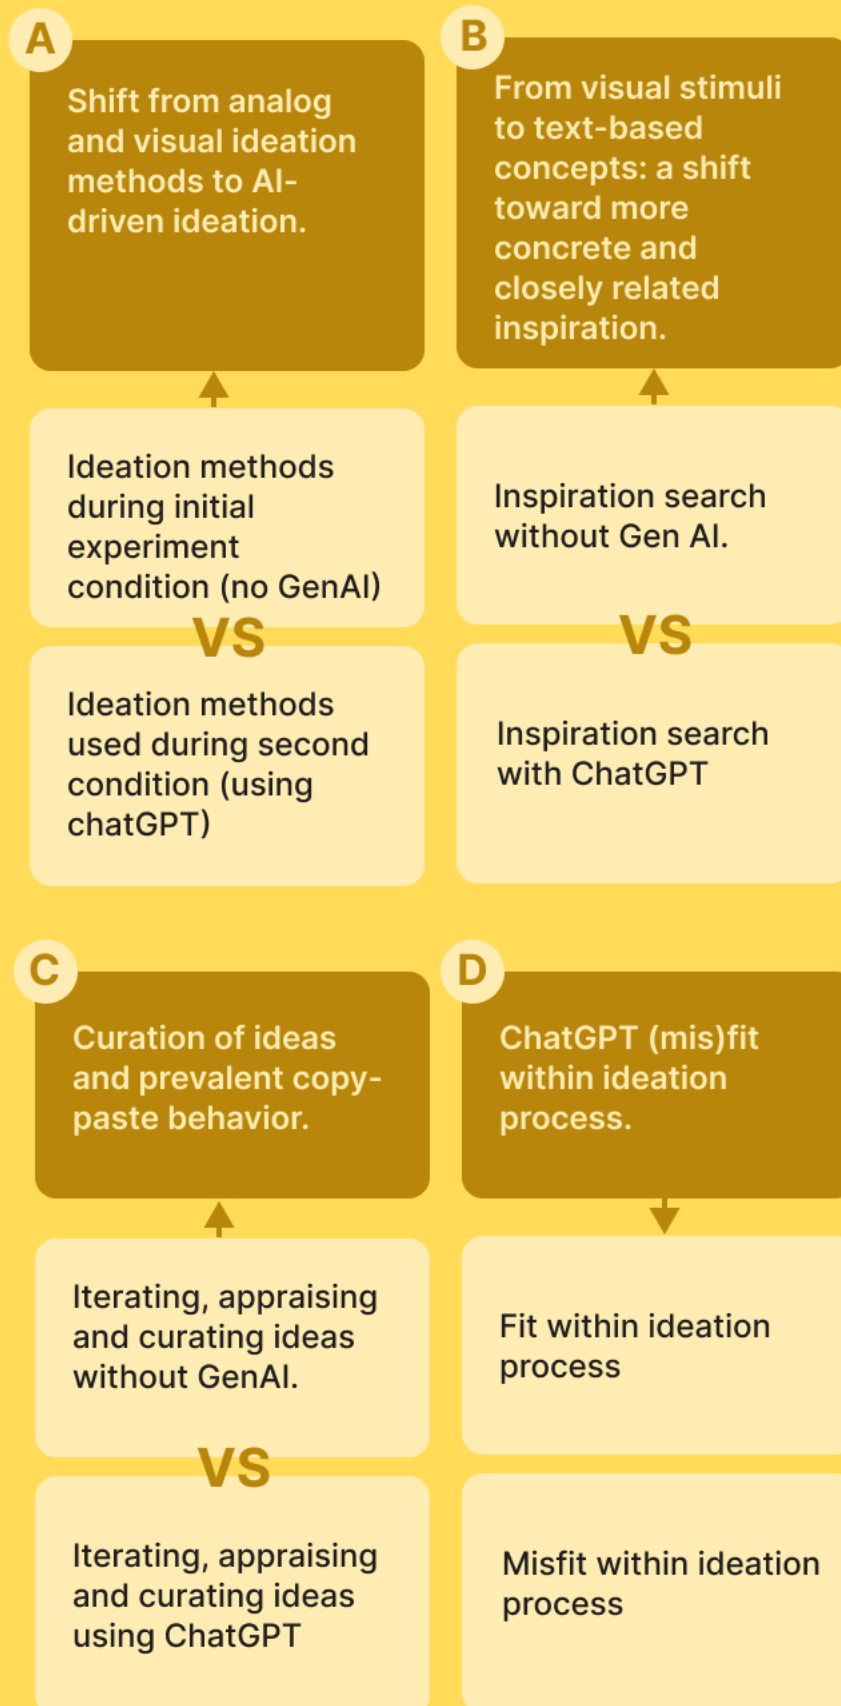 A
Shift from analog
and visual ideation
methods to AI-
driven ideation.
Ideation methods
during initial
experiment
condition (no GenAI)
VS
Ideation methods
used during second
condition (using
chatGPT)
B
From visual stimuli
to text-based
concepts: a shift
toward more
concrete and
closely related
inspiration.
Inspiration search
without Gen AI.
VS
Inspiration search
with ChatGPT
C
Curation of ideas
and prevalent copy-
paste behavior.
Iterating, appraising
and curating ideas
without GenAI.
VS
Iterating, appraising
and curating ideas
using ChatGPT
D
ChatGPT (mis)fit
within ideation
process.
Fit within ideation
process
Misfit within ideation
process